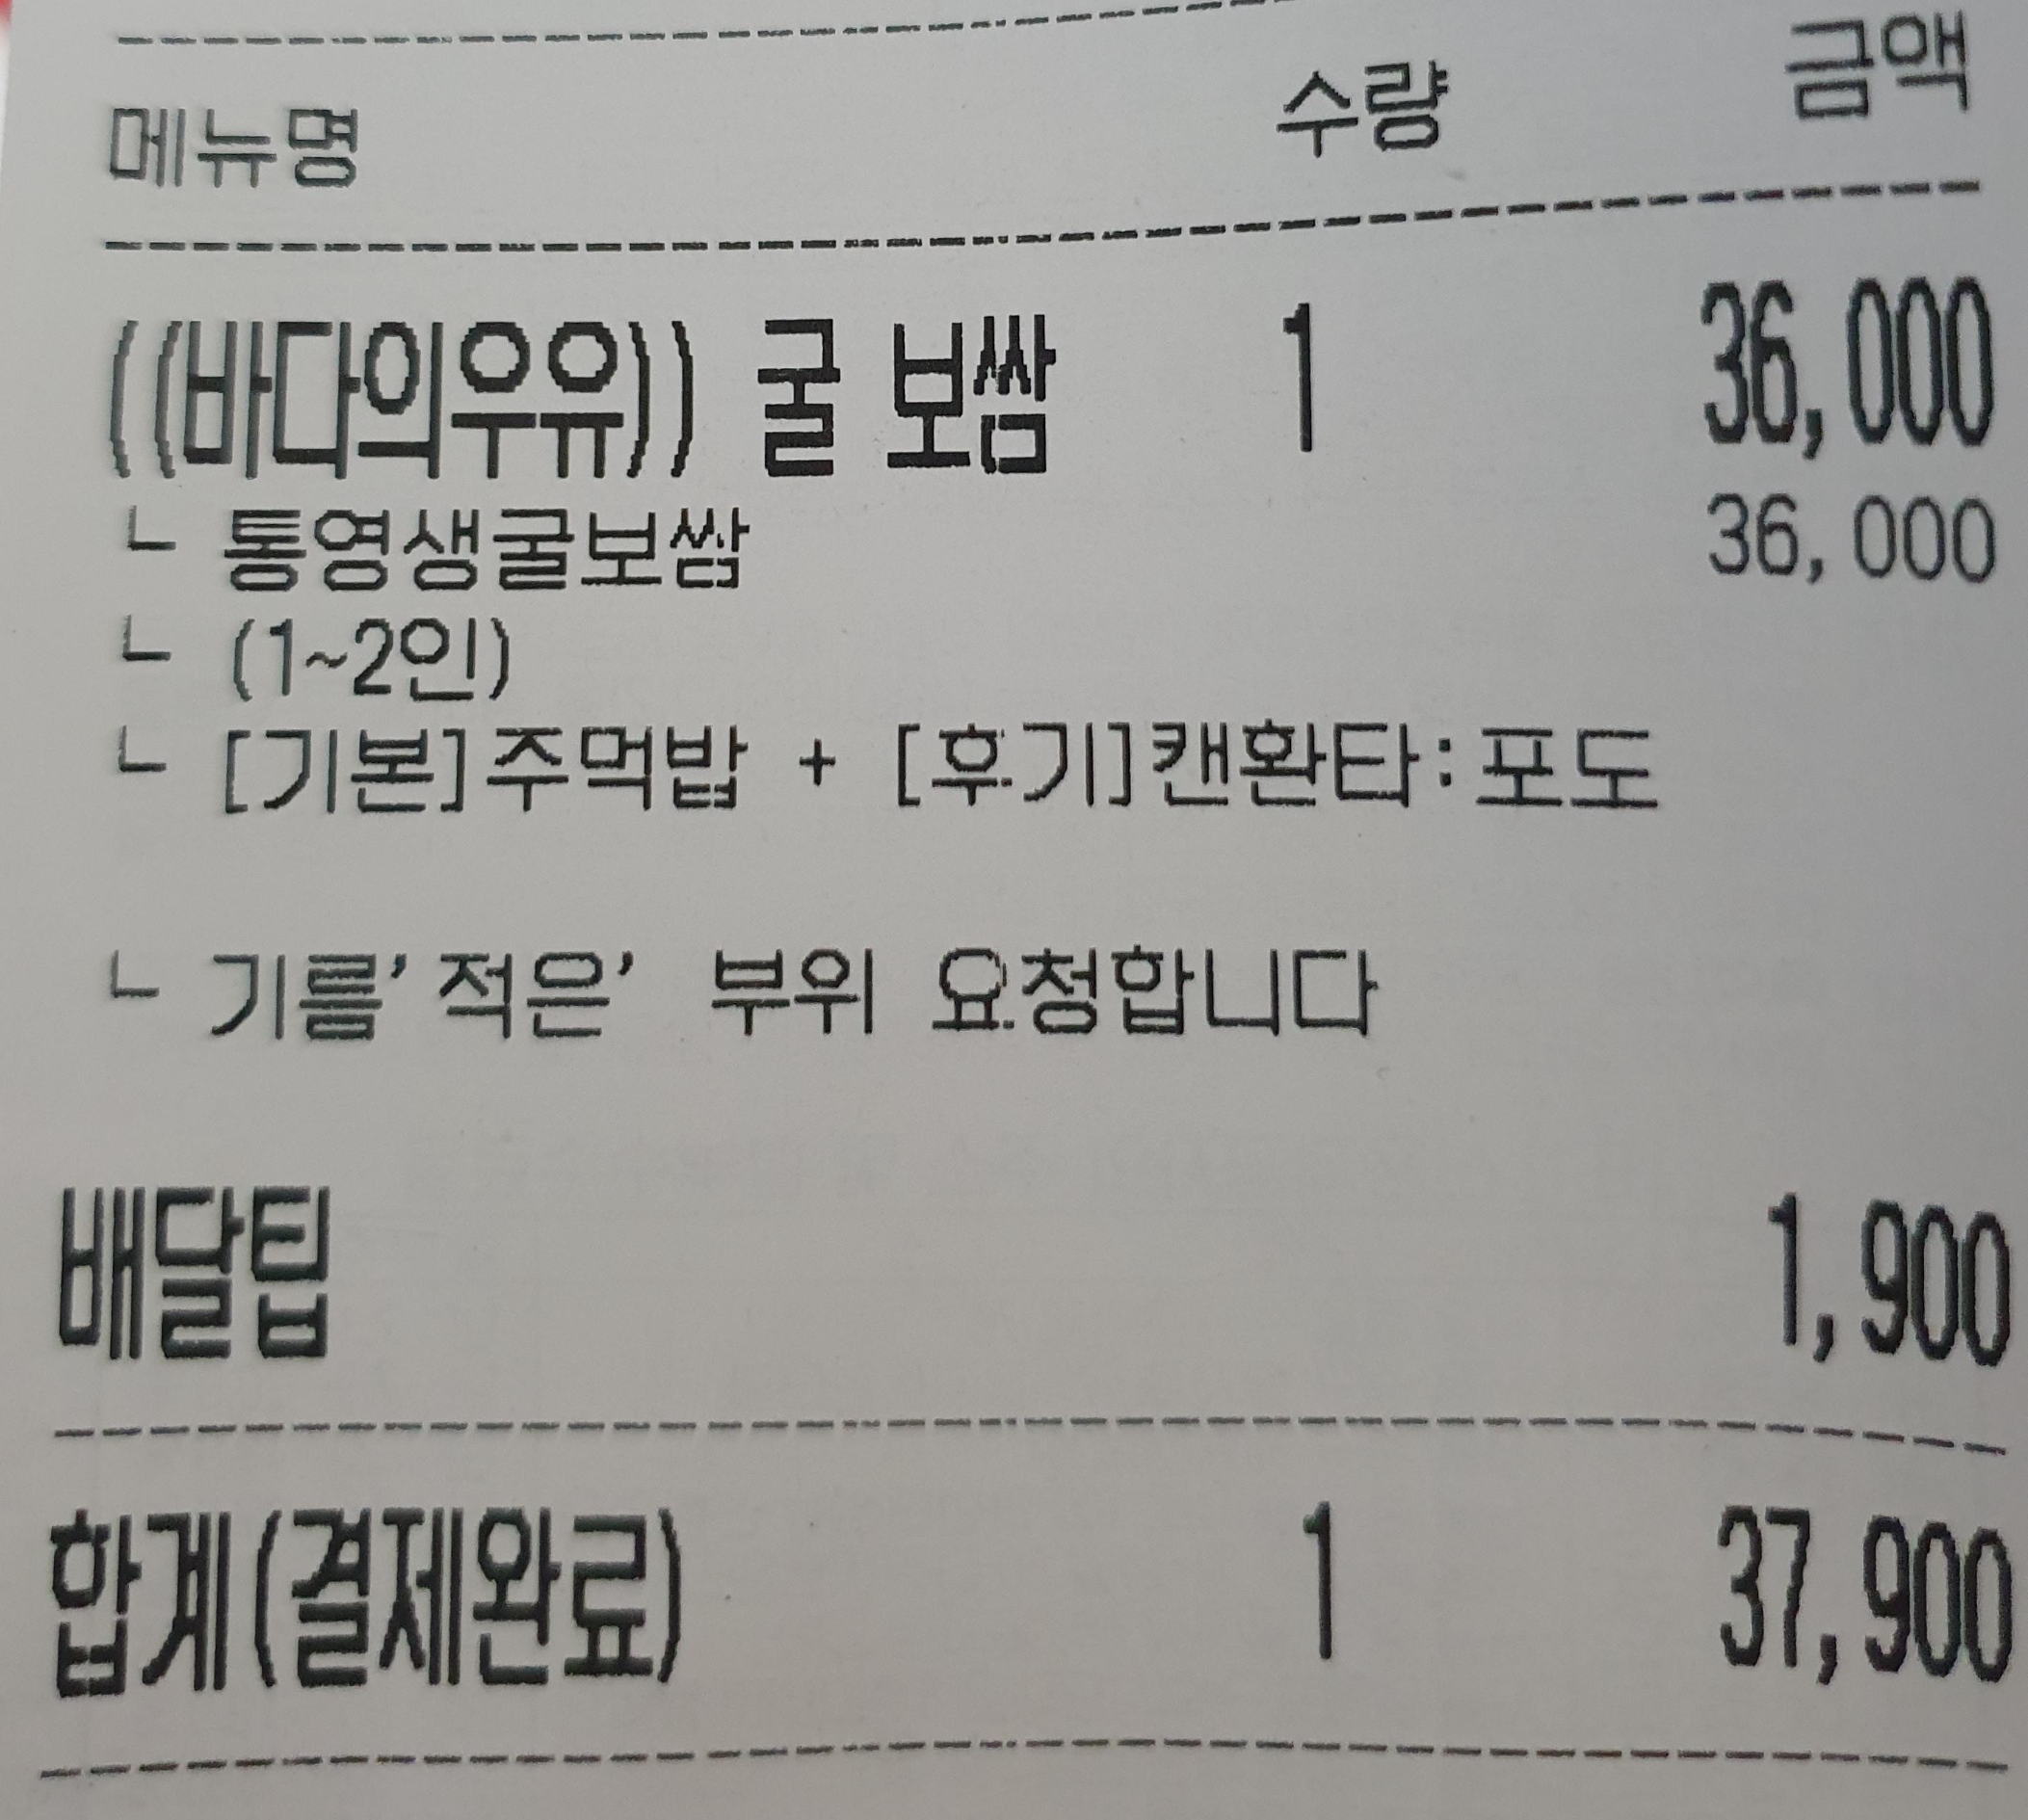 메뉴명 수량 금액
((바다의우유)) 굴 보쌈 1 36,000
ㄴ 통영생굴보쌈 36,000
ㄴ (1~2인)
ㄴ [기본]주먹밥 + [후기]캔환타:포도
ㄴ 기름'적은' 부위 요청합니다
배달팁 1,900
합계(결제완료) 1 37,900